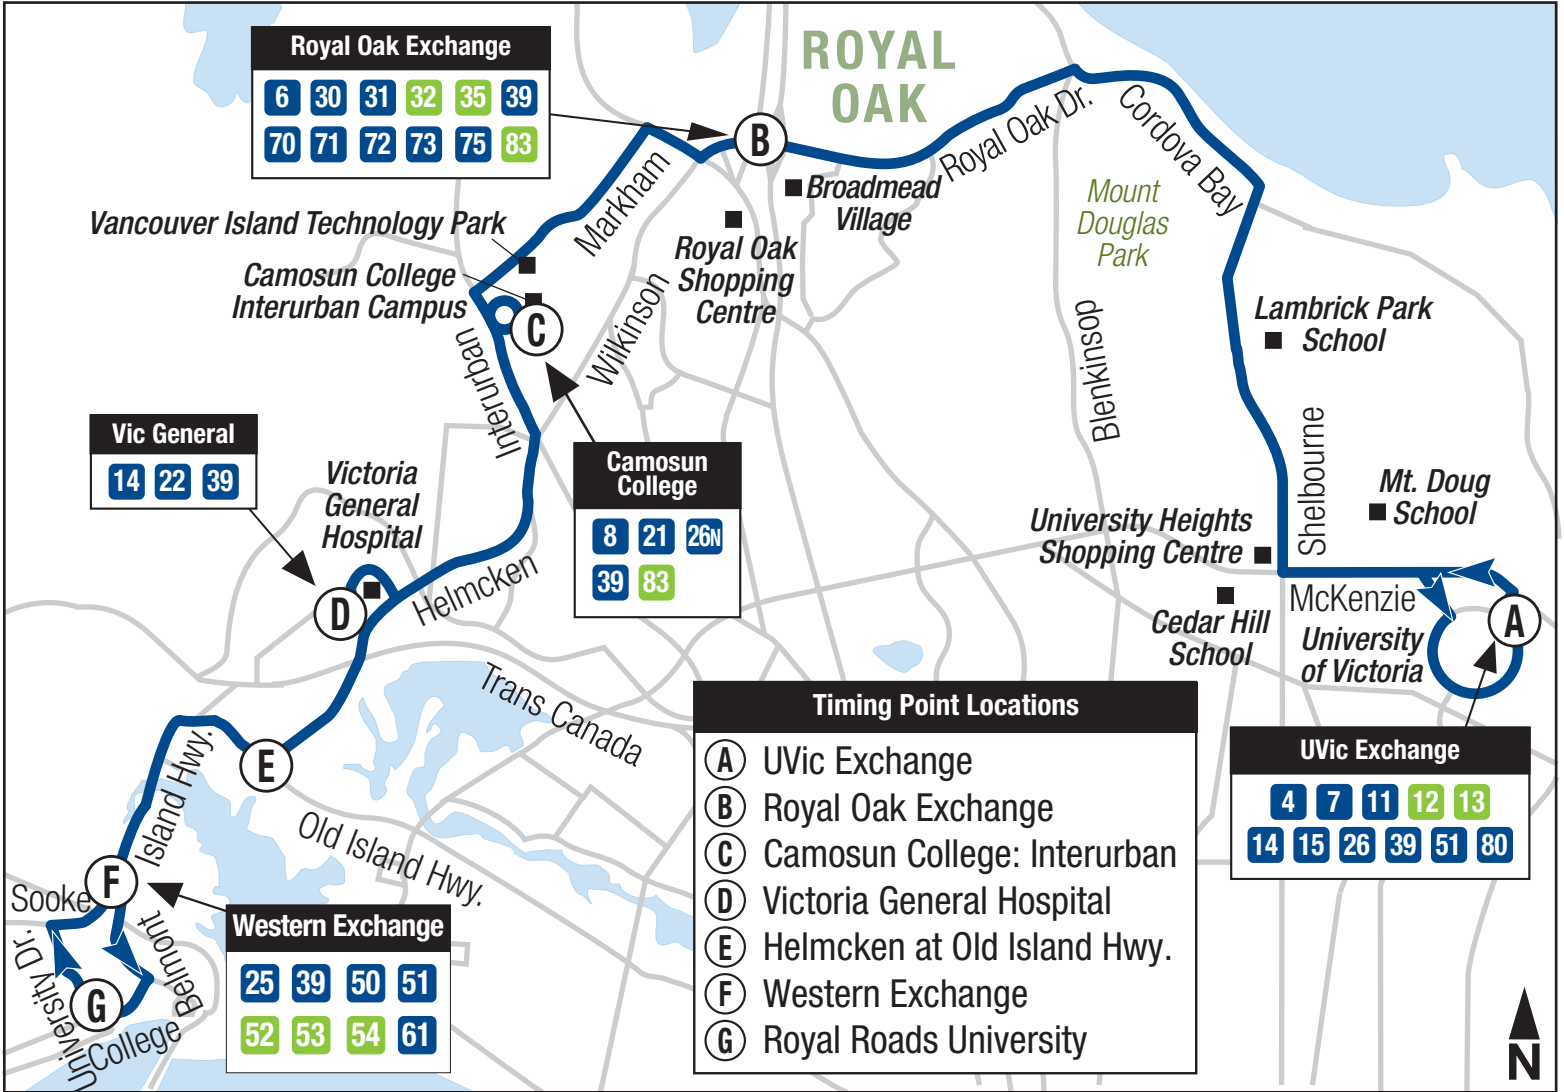 Royal Oak Exchange
6 30 31 32 35 39
70 71 72 73 75 83
ROYAL
OAK
B
Royal Oak Dr.
Cordova Bay
Markham
Broadmead
Village
Mount
Douglas
Park
Vancouver Island Technology Park
Royal Oak
Shopping
Centre
Camosun College
Interurban Campus
C
Interurban
Wilkinson
Blenkinsop
Lambrick Park
School
Vic General
14 22 39
Victoria
General
Hospital
Camosun
College
8 21 26N
39 83
Shelbourne
Mt. Doug
School
University Heights
Shopping Centre
D
Helmcken
McKenzie
Cedar Hill
School
University
of Victoria
A
Trans Canada
E
Island Hwy.
Old Island Hwy.
Timing Point Locations
A UVic Exchange
B Royal Oak Exchange
C Camosun College: Interurban
D Victoria General Hospital
E Helmcken at Old Island Hwy.
F Western Exchange
G Royal Roads University
UVic Exchange
4 7 11 12 13
14 15 26 39 51 80
F
Sooke
Belmont
University Dr.
G
College
Western Exchange
25 39 50 51
52 53 54 61
N